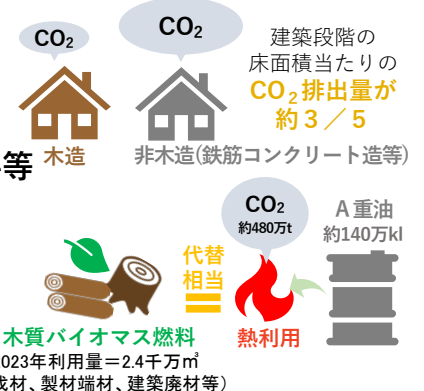 CO₂
CO₂
建築段階の
床面積当たりの
CO₂排出量が
約３／５
等
木造
非木造(鉄筋コンクリート造等)
CO₂
約480万t
A重油
約140万kl
代替
相当
木質バイオマス燃料
熱利用
023年利用量＝2.4千万㎥
材、製材端材、建築廃材等）